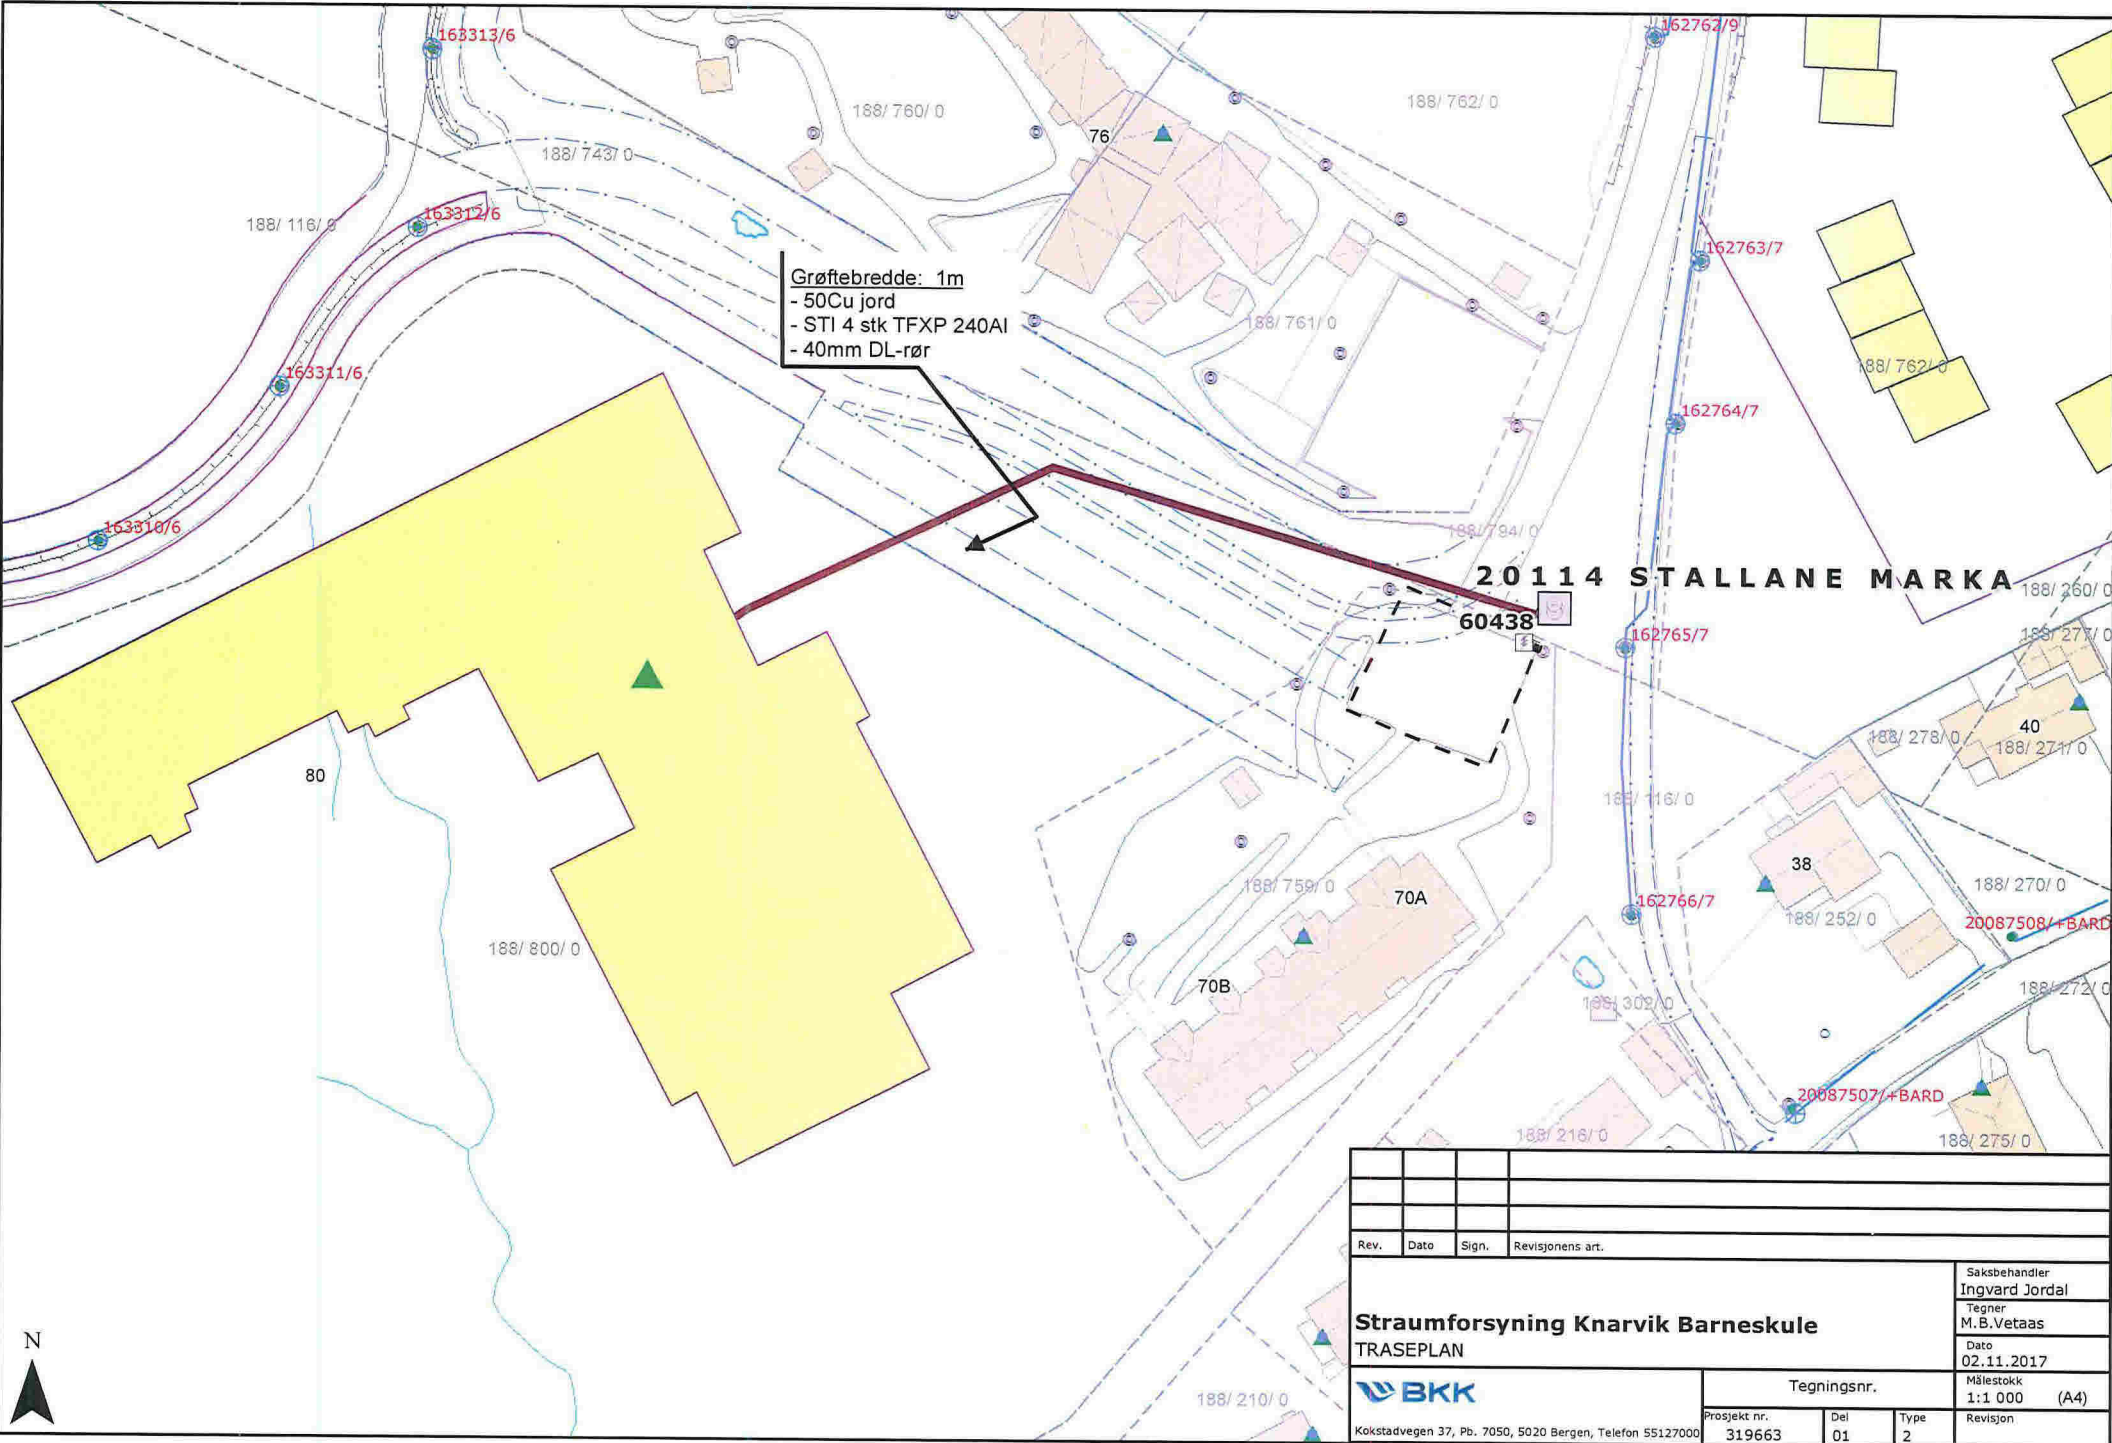 163313/6
162762/9
188/ 760/ 0
188/ 762/ 0
76
188/ 743/ 0
163312/6
188/ 116/ 0
162763/7
Grøftebredde: 1m
- 50Cu jord
- STI 4 stk TFXP 240Al
- 40mm DL-rør
188/ 761/ 0
163311/6
188/ 762/ 0
162764/7
163310/6
188/ 794/ 0
20114 STALLANE MARKA
188/ 260/ 0
60438
162765/7
188/ 277/ 0
40
188/ 278/ 0
188/ 271/ 0
80
188/ 116/ 0
38
188/ 759/ 0
70A
188/ 270/ 0
162766/7
188/ 252/ 0
20087508/+BARD
188/ 800/ 0
70B
188/ 302/ 0
188/ 272/ 0
20087507/+BARD
188/ 216/ 0
188/ 275/ 0
Rev. Dato Sign. Revisjonens art.
Saksbehandler
Ingvard Jordal
Straumforsyning Knarvik Barneskule
TRASEPLAN
Tegner
M.B.Vetaas
Dato
02.11.2017
N
188/ 210/ 0
BKK
Kokstadvegen 37, Pb. 7050, 5020 Bergen, Telefon 55127000
Tegningsnr.
Målestokk
1:1 000 (A4)
Prosjekt nr.
319663
Del
01
Type
2
Revisjon